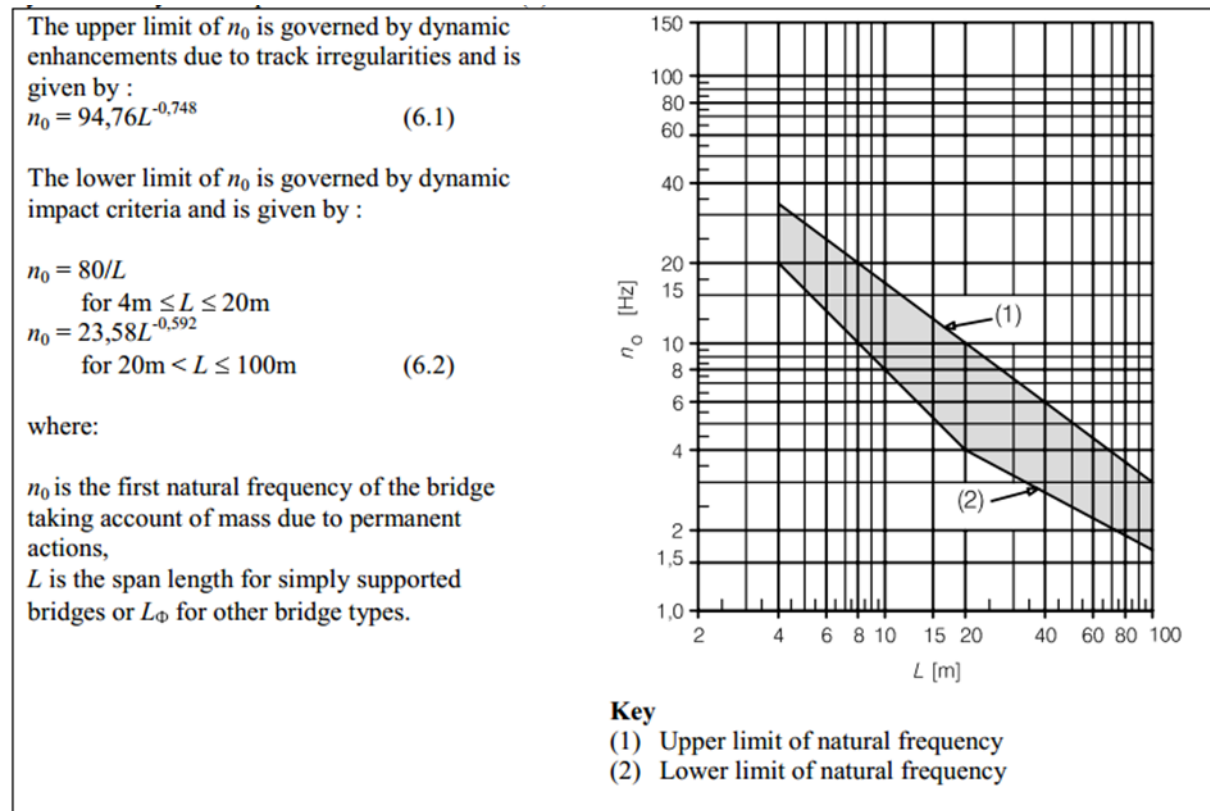 The upper limit of n₀ is governed by dynamic
enhancements due to track irregularities and is
given by :
n₀ = 94,76L⁻⁰,⁷⁴⁸ (6.1)
The lower limit of n₀ is governed by dynamic
impact criteria and is given by :
n₀ = 80/L
for 4m ≤ L ≤ 20m
n₀ = 23,58L⁻⁰,⁵⁹²
for 20m < L ≤ 100m (6.2)
where:
n₀ is the first natural frequency of the bridge
taking account of mass due to permanent
actions,
L is the span length for simply supported
bridges or L_Φ for other bridge types.
150
100
80
60
40
20
15
10
8
6
4
2
1,5
1,0
n₀ [Hz]
(1)
(2)
2 4 6 8 10 15 20 40 60 80 100
L [m]
Key
(1) Upper limit of natural frequency
(2) Lower limit of natural frequency